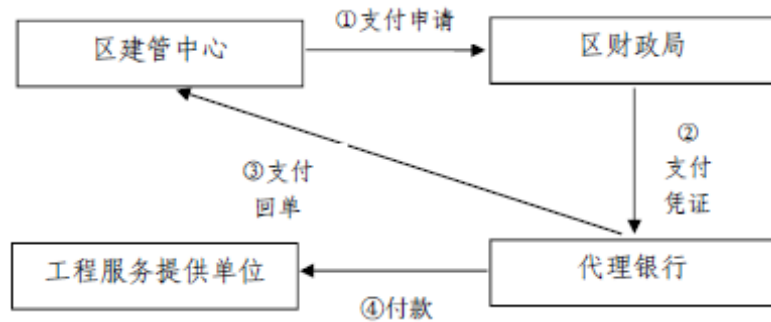 ①支付申请
区建管中心
区财政局
②
支付
凭证
③支付
回单
工程服务提供单位
代理银行
④付款